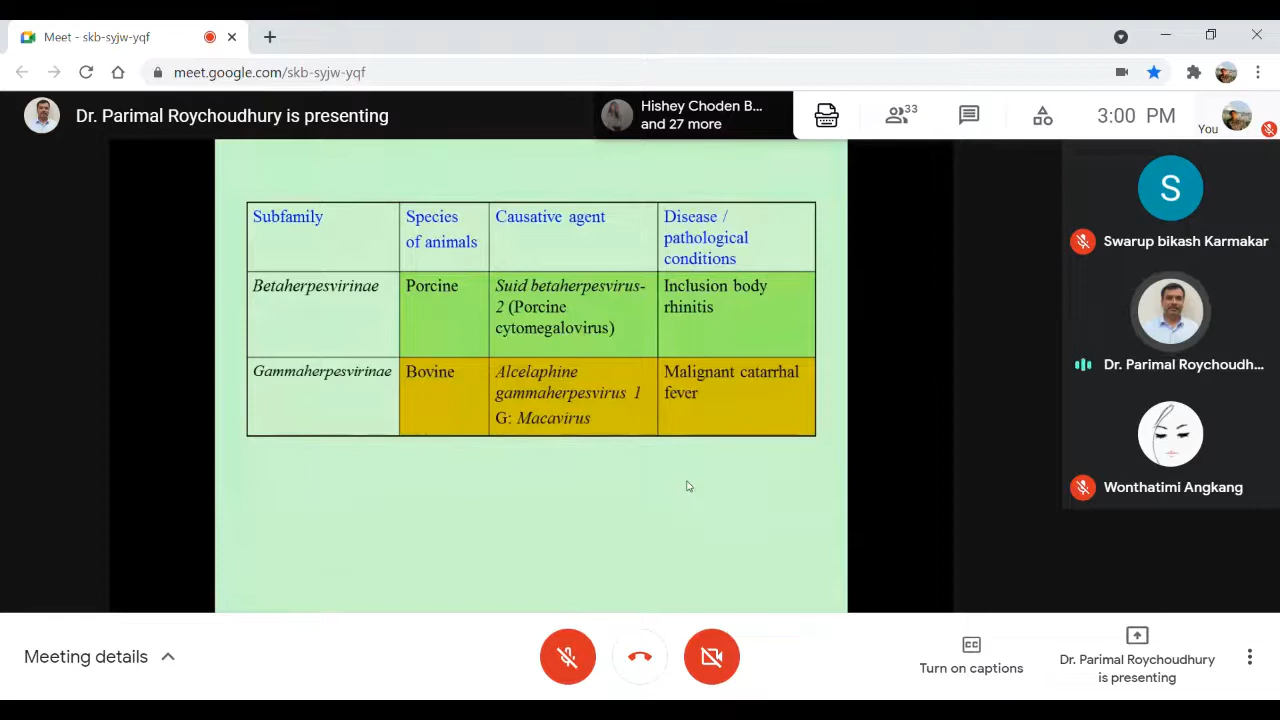 Meet - skb-syjw-yqf
meet.google.com/skb-syjw-yqf
Dr. Parimal Roychoudhury is presenting
Hishey Choden B...
and 27 more
33
3:00 PM
You
Subfamily
Species
of animals
Causative agent
Disease /
pathological
conditions
Betaherpesvirinae
Porcine
Suid betaherpesvirus-
2 (Porcine
cytomegalovirus)
Inclusion body
rhinitis
Gammaherpesvirinae
Bovine
Alcelaphine
gammaherpesvirus 1
G: Macavirus
Malignant catarrhal
fever
S
Swarup bikash Karmakar
Dr. Parimal Roychoudh...
Wonthatimi Angkang
Meeting details
CC
Turn on captions
Dr. Parimal Roychoudhury
is presenting